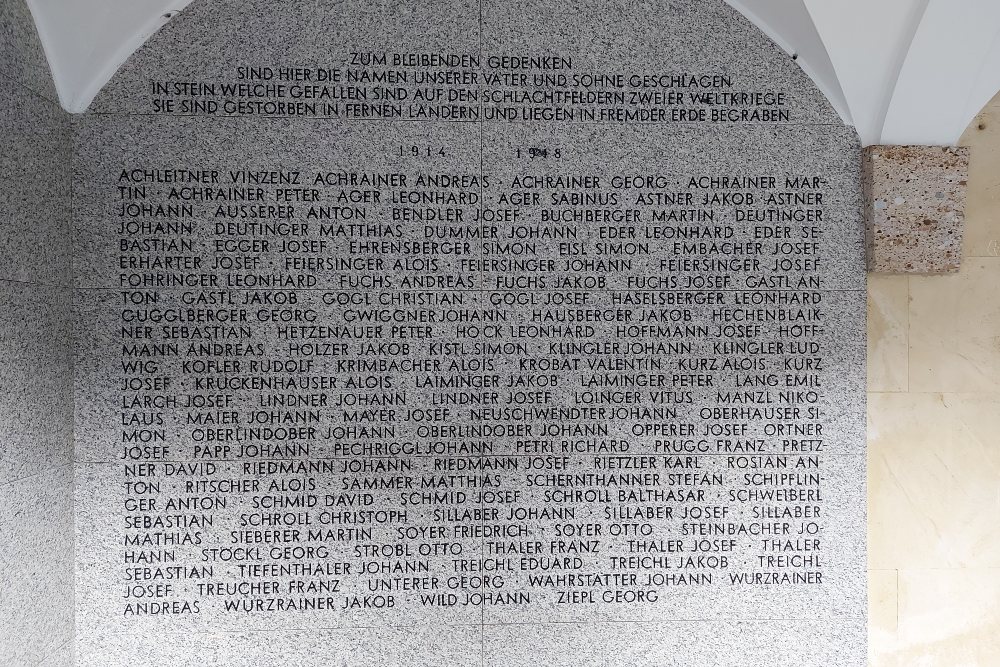 ZUM BLEIBENDEN GEDENKEN
SIND HIER DIE NAMEN UNSERER VÄTER UND SÖHNE GESCHLAGEN
IN STEIN WELCHE GEFALLEN SIND AUF DEN SCHLACHTFELDERN ZWEIER WELTKRIEGE
SIE SIND GESTORBEN IN FERNEN LÄNDERN UND LIEGEN IN FREMDER ERDE BEGRABEN
1914 1918
ACHLEITNER VINZENZ ACHRAINER ANDREAS · ACHRAINER GEORG · ACHRAINER MAR-
TIN · ACHRAINER PETER · AGER LEONHARD · AGER SABINUS · ASTNER JAKOB · ASTNER
JOHANN · ÄUSSERER ANTON · BENDLER JOSEF · BUCHBERGER MARTIN · DEUTINGER
JOHANN · DEUTINGER MATTHIAS · DUMMER JOHANN · EDER LEONHARD · EDER SE-
BASTIAN · EGGER JOSEF · EHRENSBERGER SIMON · EISL SIMON · EMBACHER JOSEF
ERHARTER JOSEF · FEIERSINGER ALOIS · FEIERSINGER JOHANN · FEIERSINGER JOSEF
FOHRINGER LEONHARD · FUCHS ANDREAS · FUCHS JAKOB · FUCHS JOSEF · GASTL AN
TON · GASTL JAKOB · GOGL CHRISTIAN · GOGL JOSEF · HASELSBERGER LEONHARD
GUGGLBERGER GEORG · GWIGGNER JOHANN · HAUSBERGER JAKOB · HECHENBLAIK
NER SEBASTIAN · HETZENAUER PETER · HÖCK LEONHARD · HOFFMANN JOSEF · HOFF-
MANN ANDREAS · HOLZER JAKOB · KISTL SIMON · KLINGLER JOHANN · KLINGLER LUD
WIG · KOFLER RUDOLF · KRIMBACHER ALOIS · KROBAT VALENTIN · KURZ ALOIS · KURZ
JOSEF · KRUCKENHAUSER ALOIS · LAIMINGER JAKOB · LAIMINGER PETER · LANG EMIL
LARCH JOSEF · LINDNER JOHANN · LINDNER JOSEF · LOINGER VITUS · MANZL NIKO-
LAUS · MAIER JOHANN · MAYER JOSEF · NEUSCHWENDTER JOHANN · OBERHAUSER SI
MON · OBERLINDOBER JOHANN · OBERLINDOBER JOHANN · OPPERER JOSEF · ORTNER
JOSEF · PAPP JOHANN · PECHRIGGL JOHANN · PETRI RICHARD · PRUGG FRANZ · PRETZ
NER DAVID · RIEDMANN JOHANN · RIEDMANN JOSEF · RIETZLER KARL · ROSIAN AN
TON · RITSCHER ALOIS · SAMMER MATTHIAS · SCHERNTHANNER STEFAN · SCHIPFLIN-
GER ANTON · SCHMID DAVID · SCHMID JOSEF · SCHROLL BALTHASAR · SCHWEIBERL
SEBASTIAN · SCHROLL CHRISTOPH · SILLABER JOHANN · SILLABER JOSEF · SILLABER
MATHIAS · SIEBERER MARTIN · SOYER FRIEDRICH · SOYER OTTO · STEINBACHER JO-
HANN · STÖCKL GEORG · STROBL OTTO · THALER FRANZ · THALER JOSEF · THALER
SEBASTIAN · TIEFENTHALER JOHANN · TREICHL EDUARD · TREICHL JAKOB · TREICHL
JOSEF · TREUCHER FRANZ · UNTERER GEORG · WAHRSTÄTTER JOHANN · WURZRAINER
ANDREAS · WURZRAINER JAKOB · WILD JOHANN · ZIEPL GEORG